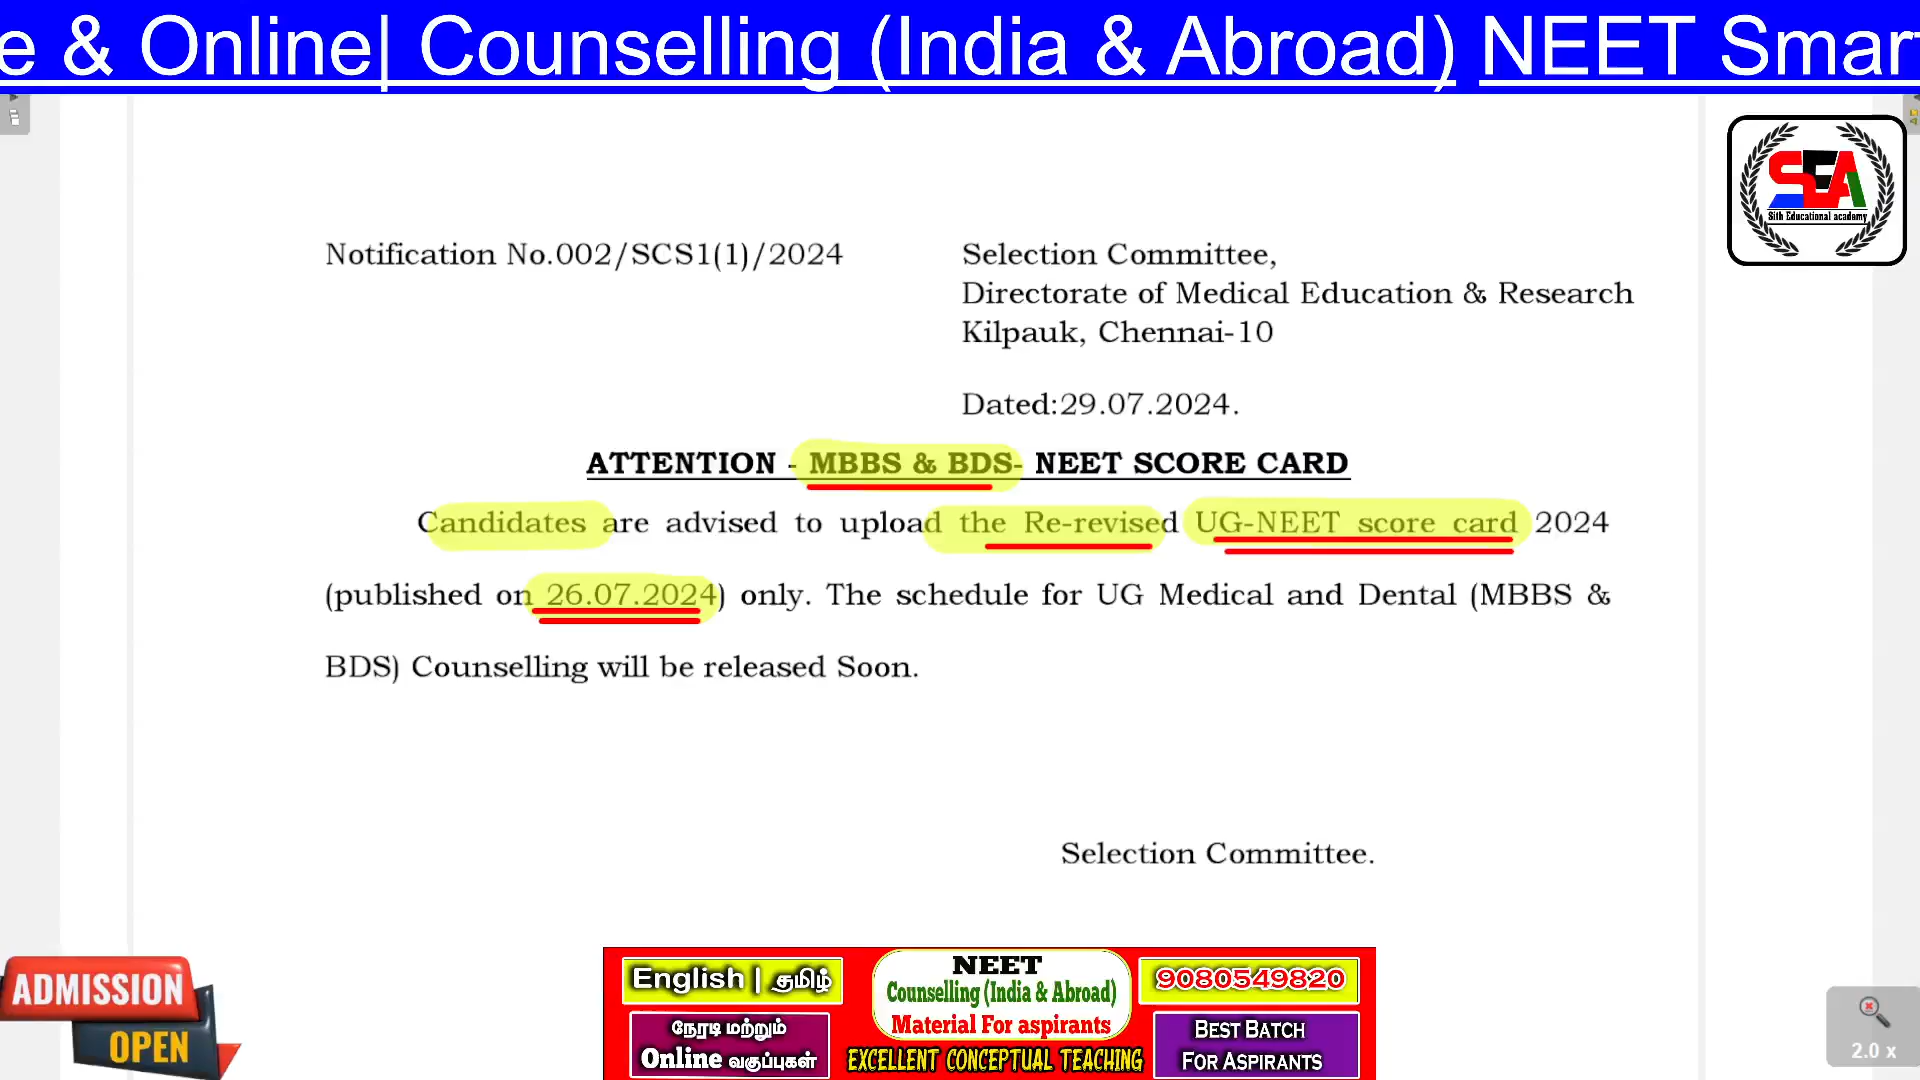 e & Online| Counselling (India & Abroad) NEET Smar
SEA
Sith Educational academy
Notification No.002/SCS1(1)/2024
Selection Committee,
Directorate of Medical Education & Research
Kilpauk, Chennai-10
Dated:29.07.2024.
ATTENTION - MBBS & BDS- NEET SCORE CARD
Candidates are advised to upload the Re-revised UG-NEET score card 2024
(published on 26.07.2024) only. The schedule for UG Medical and Dental (MBBS &
BDS) Counselling will be released Soon.
Selection Committee.
ADMISSION
OPEN
English | தமிழ்
நேரடி மற்றும்
Online வகுப்புகள்
NEET
Counselling (India & Abroad)
Material For aspirants
EXCELLENT CONCEPTUAL TEACHING
9080549820
BEST BATCH
FOR ASPIRANTS
2.0 x